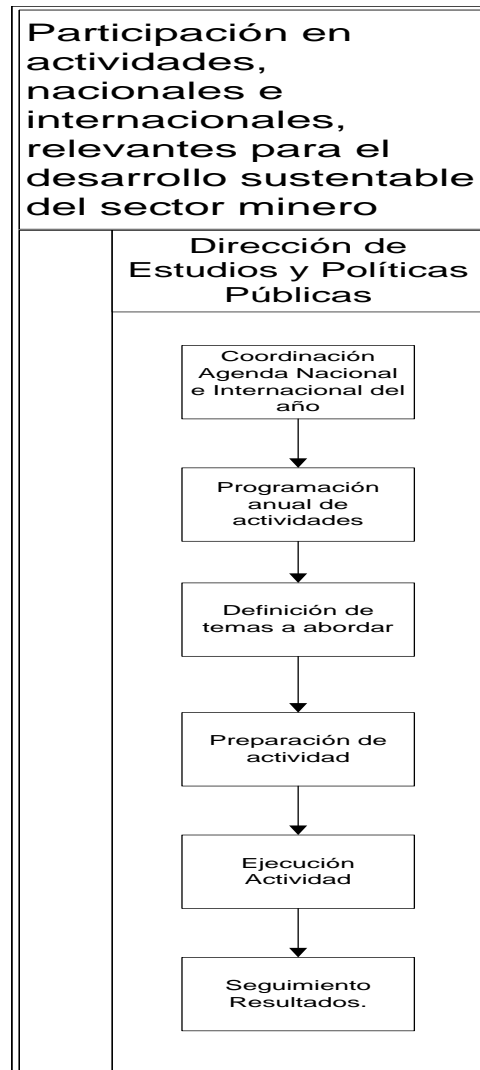 Participación en
actividades,
nacionales e
internacionales,
relevantes para el
desarrollo sustentable
del sector minero
Dirección de
Estudios y Políticas
Públicas
Coordinación
Agenda Nacional
e Internacional del
año
Programación
anual de
actividades
Definición de
temas a abordar
Preparación de
actividad
Ejecución
Actividad
Seguimiento
Resultados.